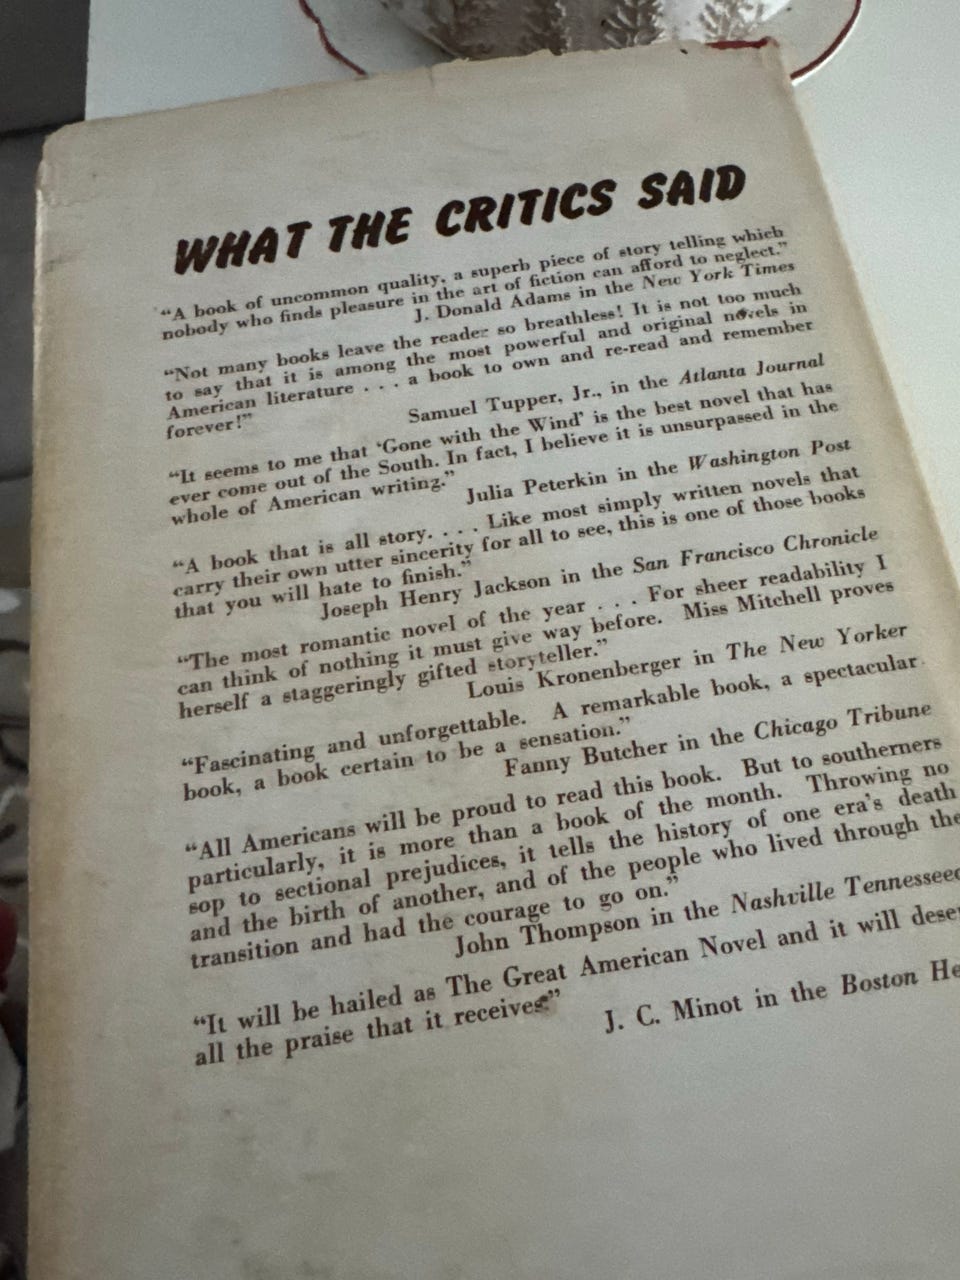 WHAT THE CRITICS SAID
“A book of uncommon quality, a superb piece of story telling which
nobody who finds pleasure in the art of fiction can afford to neglect.”
J. Donald Adams in the New York Times
“Not many books leave the reader so breathless! It is not too much
to say that it is among the most powerful and original novels in
American literature . . . a book to own and re-read and remember
forever!”
Samuel Tupper, Jr., in the Atlanta Journal
“It seems to me that ‘Gone with the Wind’ is the best novel that has
ever come out of the South. In fact, I believe it is unsurpassed in the
whole of American writing.”
Julia Peterkin in the Washington Post
“A book that is all story. . . . Like most simply written novels that
carry their own utter sincerity for all to see, this is one of those books
that you will hate to finish.”
Joseph Henry Jackson in the San Francisco Chronicle
“The most romantic novel of the year . . . For sheer readability I
can think of nothing it must give way before. Miss Mitchell proves
herself a staggeringly gifted storyteller.”
Louis Kronenberger in The New Yorker
“Fascinating and unforgettable. A remarkable book, a spectacular
book, a book certain to be a sensation.”
Fanny Butcher in the Chicago Tribune
“All Americans will be proud to read this book. But to southerners
particularly, it is more than a book of the month. Throwing no
sop to sectional prejudices, it tells the history of one era’s death
and the birth of another, and of the people who lived through the
transition and had the courage to go on.”
John Thompson in the Nashville Tennessee
“It will be hailed as The Great American Novel and it will
all the praise that it receives”
J. C. Minot in the Boston